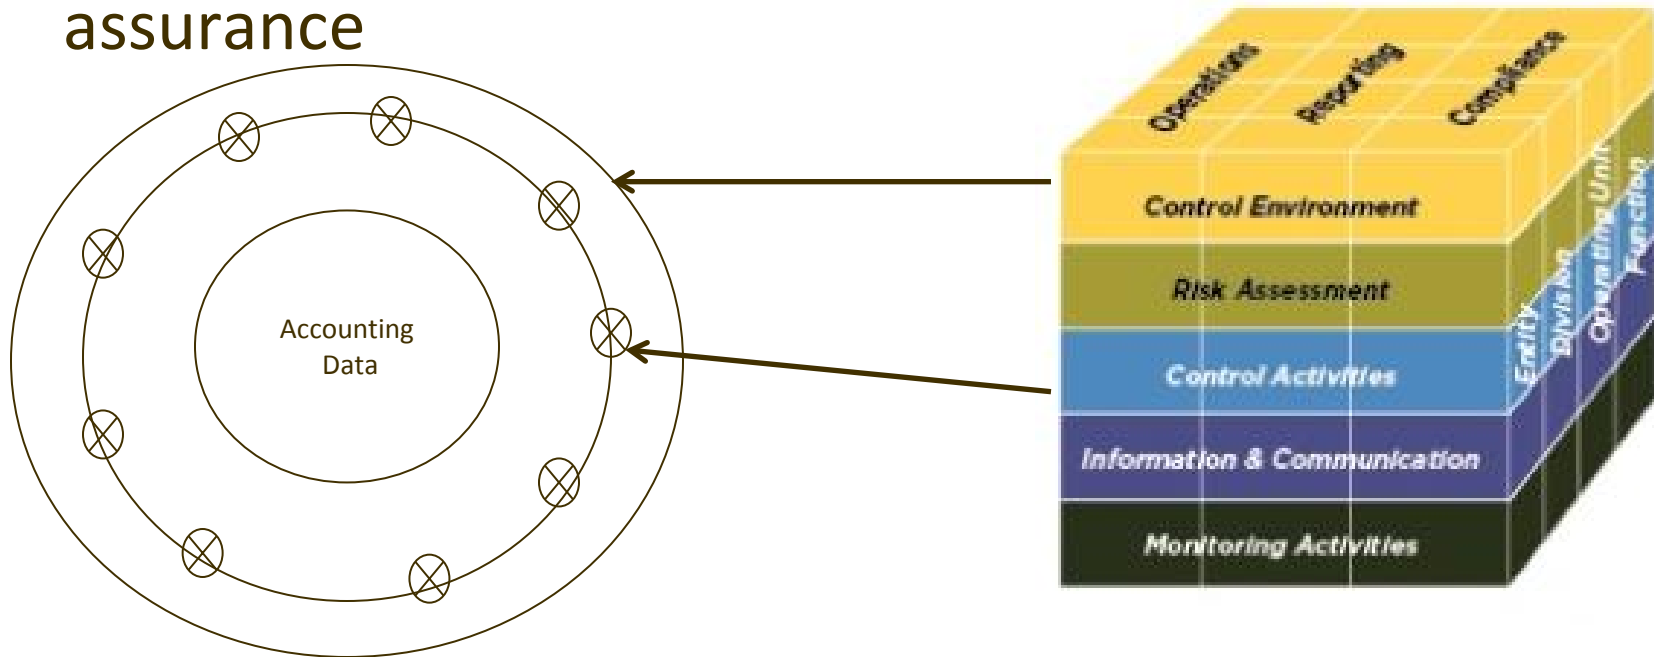 assurance
Accounting
Data
Operations
Reporting
Compliance
Control Environment
Risk Assessment
Control Activities
Information & Communication
Monitoring Activities
Entity
Division
Operating Unit
Function